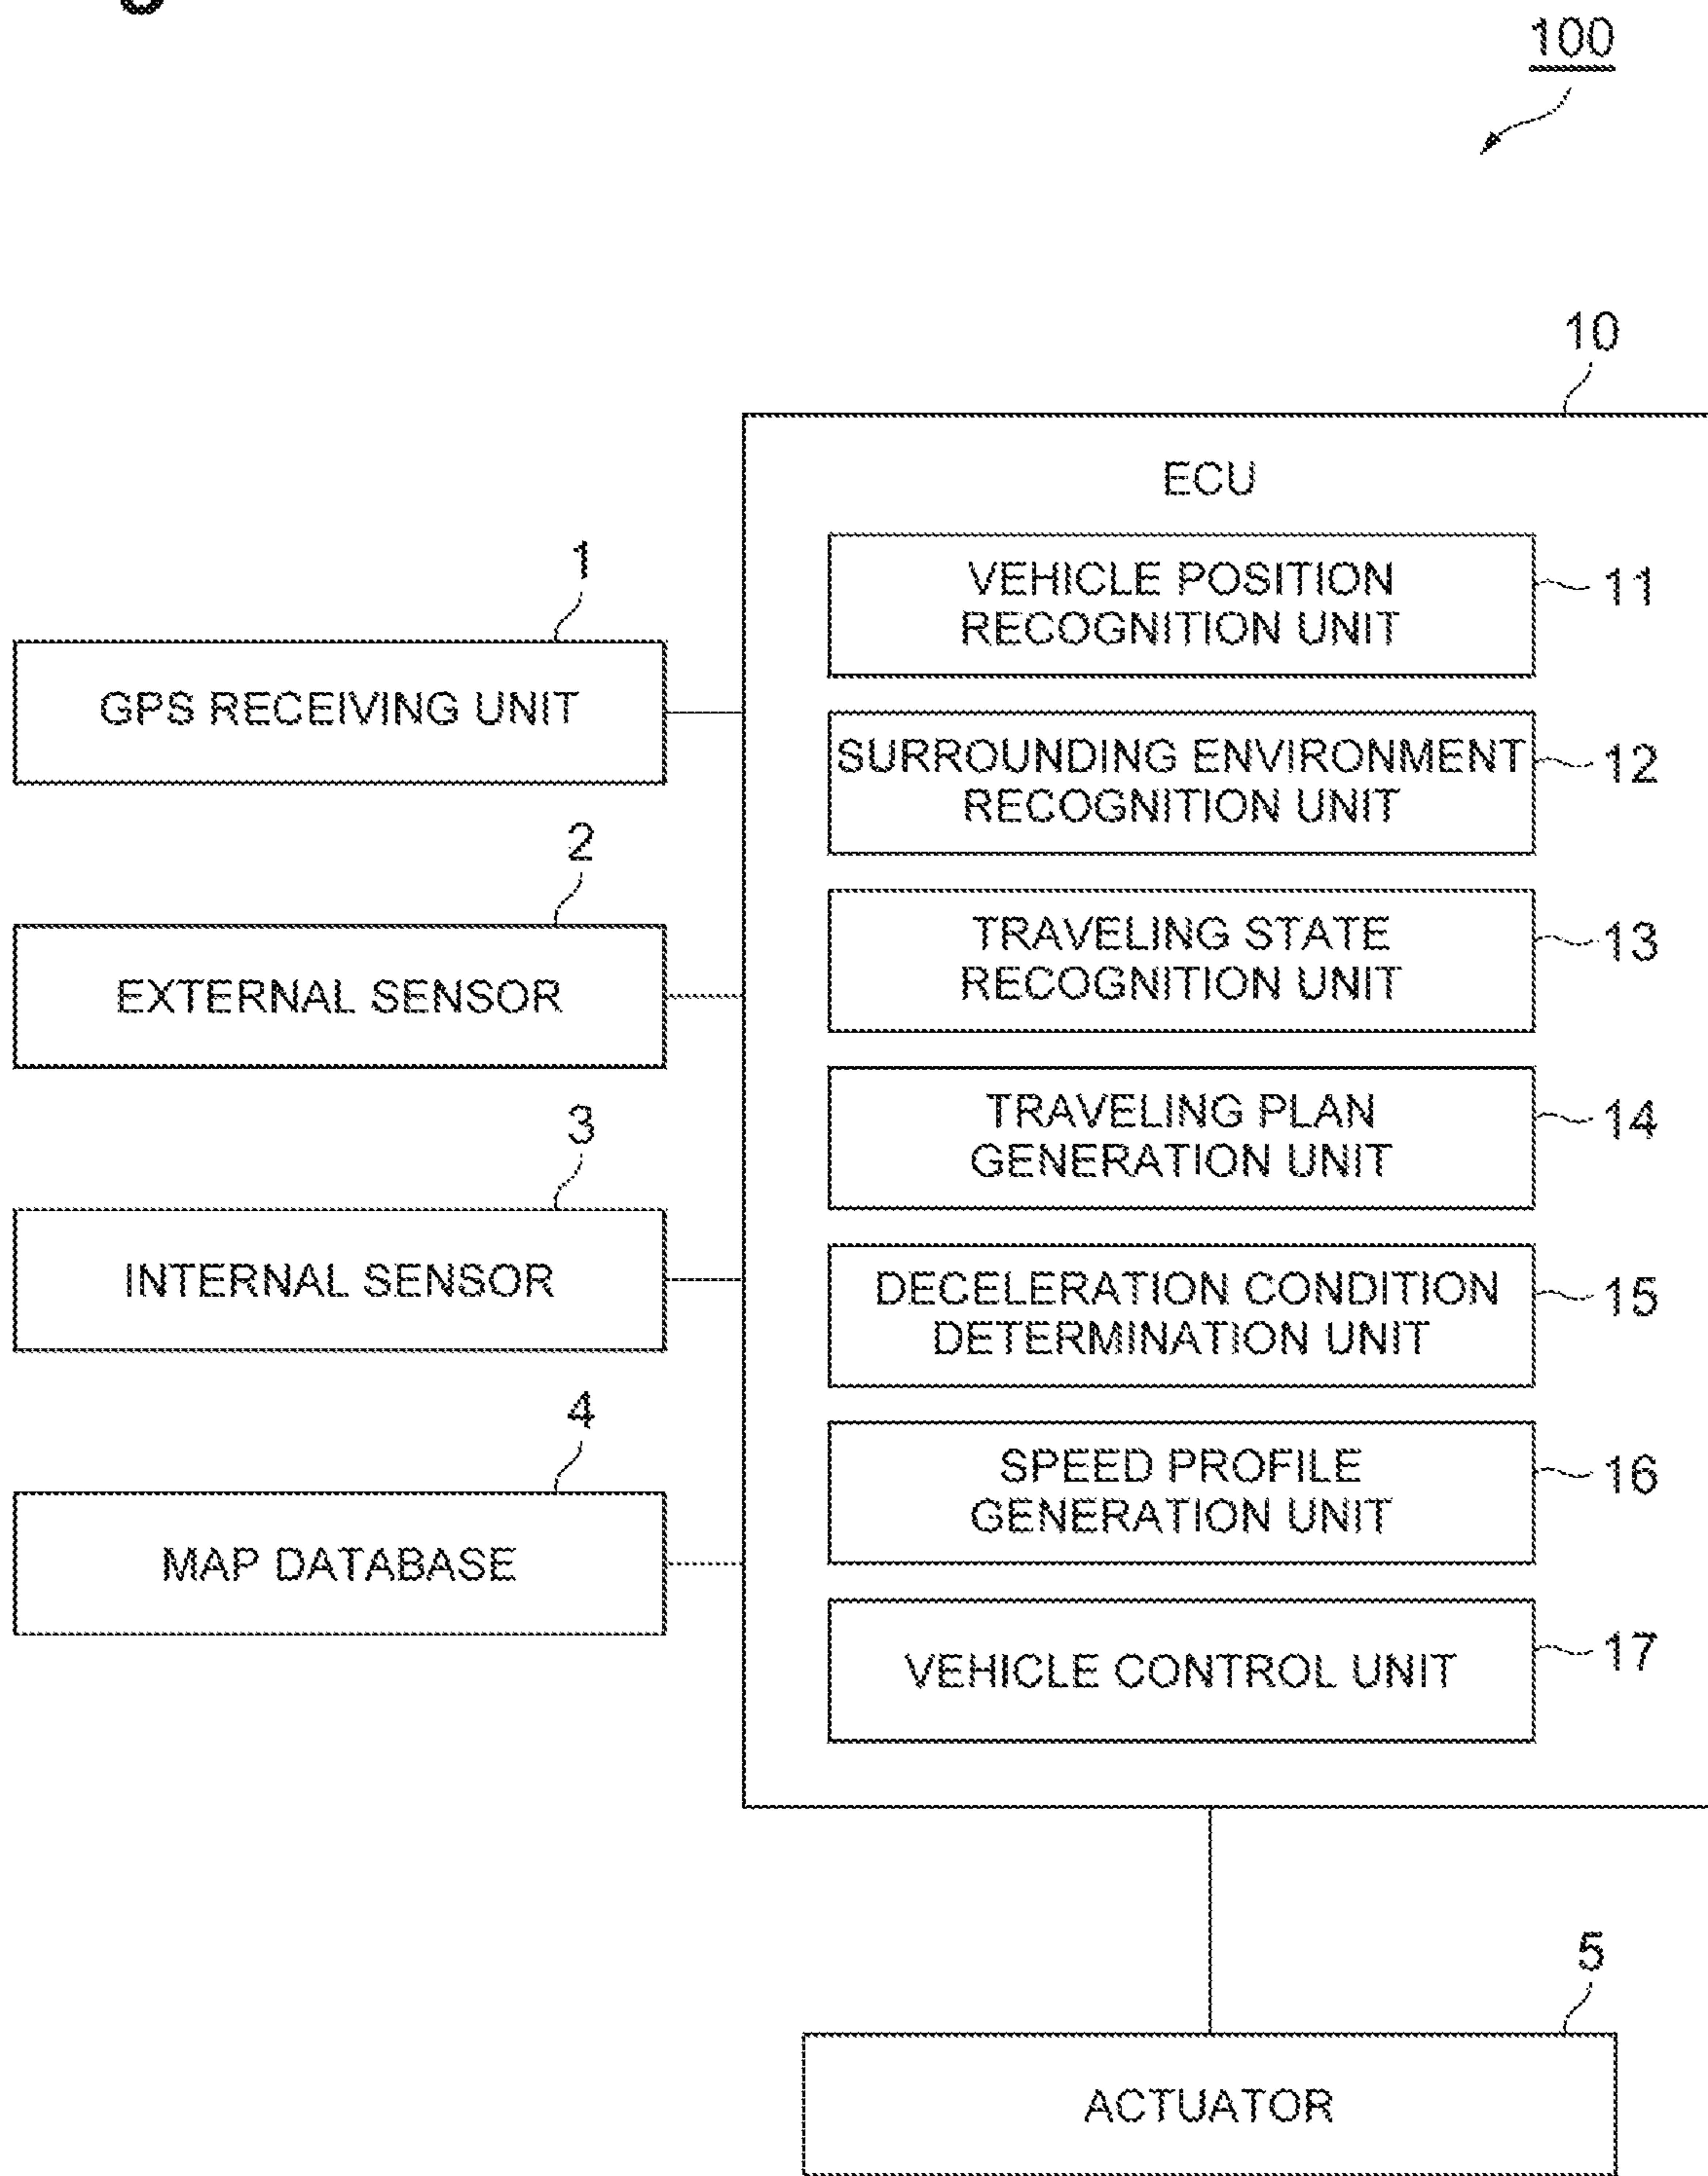 100
10
ECU
VEHICLE POSITION
RECOGNITION UNIT
11
1
GPS RECEIVING UNIT
SURROUNDING ENVIRONMENT
RECOGNITION UNIT
12
2
EXTERNAL SENSOR
TRAVELING STATE
RECOGNITION UNIT
13
3
INTERNAL SENSOR
TRAVELING PLAN
GENERATION UNIT
14
DECELERATION CONDITION
DETERMINATION UNIT
15
4
MAP DATABASE
SPEED PROFILE
GENERATION UNIT
16
VEHICLE CONTROL UNIT
17
5
ACTUATOR